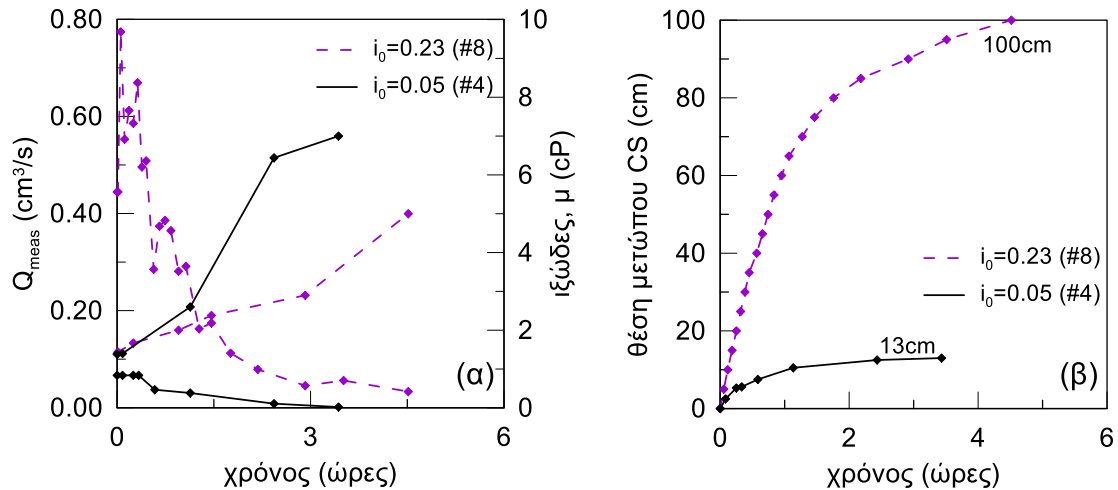 0.80
0.60
0.40
0.20
0.00
Q_meas (cm³/s)
10
8
6
4
2
0
ιξώδες, μ (cP)
i₀=0.23 (#8)
i₀=0.05 (#4)
(α)
0 3 6
χρόνος (ώρες)
100
80
60
40
20
0
θέση μετώπου CS (cm)
100cm
i₀=0.23 (#8)
i₀=0.05 (#4)
13cm
(β)
0 2 4 6
χρόνος (ώρες)